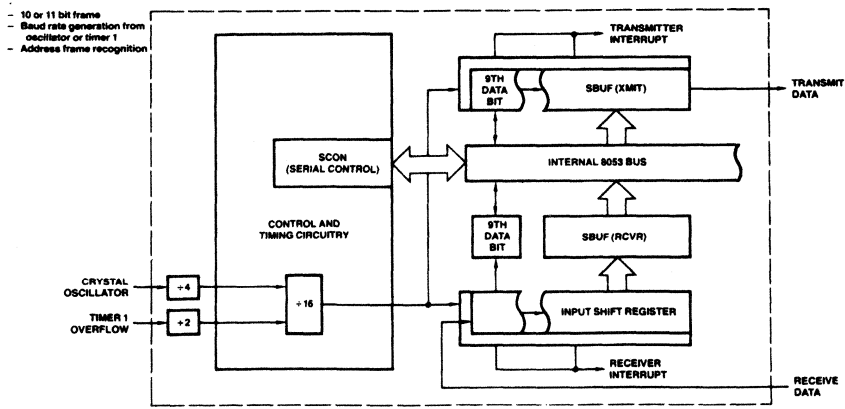 – 10 or 11 bit frame
– Baud rate generation from
oscillator or timer 1
– Address frame recognition
TRANSMITTER
INTERRUPT
9TH
DATA
BIT
SBUF (XMIT)
TRANSMIT
DATA
SCON
(SERIAL CONTROL)
INTERNAL 8053 BUS
CONTROL AND
TIMING CIRCUITRY
9TH
DATA
BIT
SBUF (RCVR)
CRYSTAL
OSCILLATOR
÷4
÷16
INPUT SHIFT REGISTER
TIMER 1
OVERFLOW
÷2
RECEIVER
INTERRUPT
RECEIVE
DATA